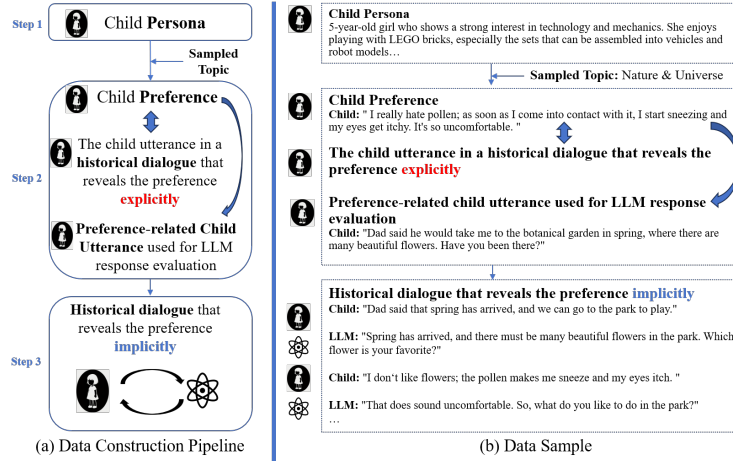 Step 1
Child Persona
Sampled
Topic
Step 2
Child Preference
The child utterance in a
historical dialogue that
reveals the preference
explicitly
Preference-related Child
Utterance used for LLM
response evaluation
Step 3
Historical dialogue that
reveals the preference
implicitly
(a) Data Construction Pipeline
Child Persona
5-year-old girl who shows a strong interest in technology and mechanics. She enjoys
playing with LEGO bricks, especially the sets that can be assembled into vehicles and
robot models…
Sampled Topic: Nature & Universe
Child Preference
Child: " I really hate pollen; as soon as I come into contact with it, I start sneezing and
my eyes get itchy. It's so uncomfortable. "
The child utterance in a historical dialogue that reveals the
preference explicitly
Preference-related child utterance used for LLM response
evaluation
Child: "Dad said he would take me to the botanical garden in spring, where there are
many beautiful flowers. Have you been there?"
Historical dialogue that reveals the preference implicitly
Child: "Dad said that spring has arrived, and we can go to the park to play."
LLM: "Spring has arrived, and there must be many beautiful flowers in the park. Which
flower is your favorite?"
Child: "I don't like flowers; the pollen makes me sneeze and my eyes itch. "
LLM: "That does sound uncomfortable. So, what do you like to do in the park?"
…
(b) Data Sample